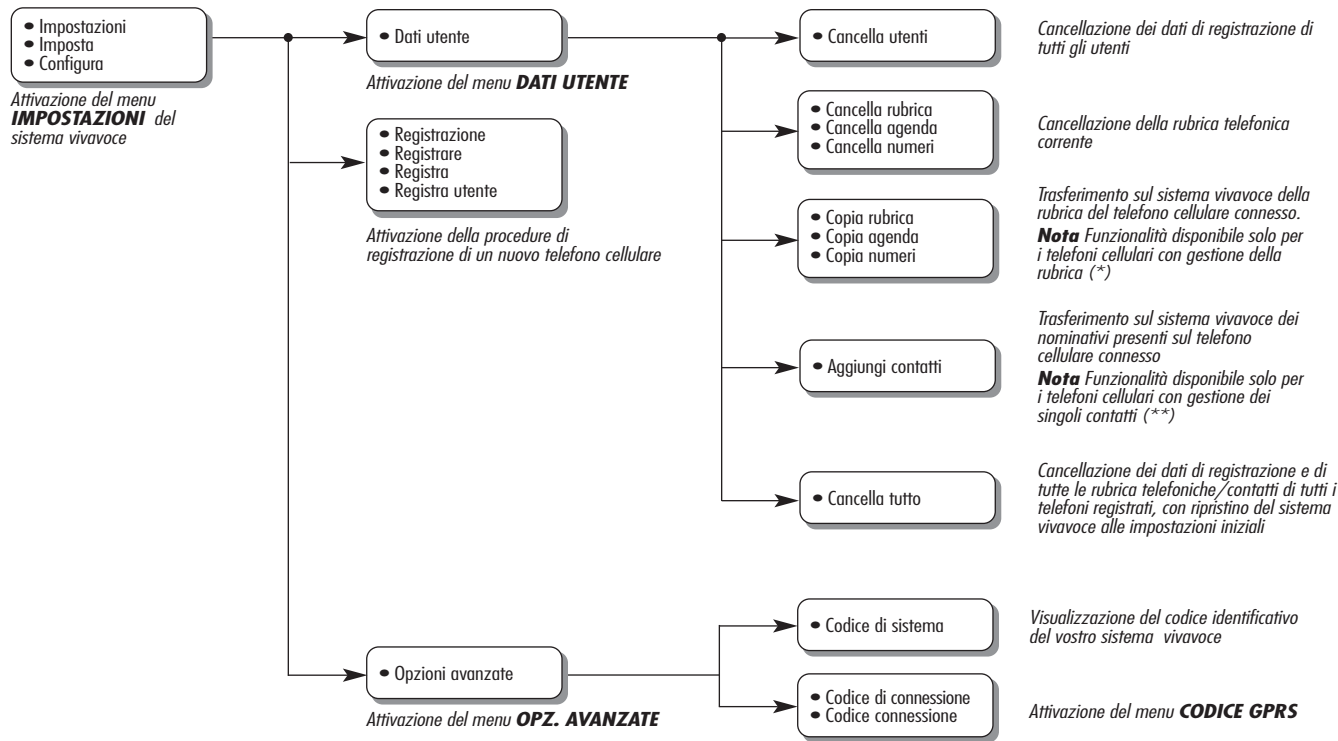 • Impostazioni
• Imposta
• Configura
Attivazione del menu
IMPOSTAZIONI del
sistema vivavoce
• Dati utente
Attivazione del menu DATI UTENTE
• Registrazione
• Registrare
• Registra
• Registra utente
Attivazione della procedure di
registrazione di un nuovo telefono cellulare
• Opzioni avanzate
Attivazione del menu OPZ. AVANZATE
• Cancella utenti
Cancellazione dei dati di registrazione di
tutti gli utenti
• Cancella rubrica
• Cancella agenda
• Cancella numeri
Cancellazione della rubrica telefonica
corrente
• Copia rubrica
• Copia agenda
• Copia numeri
Trasferimento sul sistema vivavoce della
rubrica del telefono cellulare connesso.
Nota Funzionalità disponibile solo per
i telefoni cellulari con gestione della
rubrica (*)
• Aggiungi contatti
Trasferimento sul sistema vivavoce dei
nominativi presenti sul telefono
cellulare connesso
Nota Funzionalità disponibile solo per
i telefoni cellulari con gestione dei
singoli contatti (**)
• Cancella tutto
Cancellazione dei dati di registrazione e di
tutte le rubrica telefoniche/contatti di tutti i
telefoni registrati, con ripristino del sistema
vivavoce alle impostazioni iniziali
• Codice di sistema
Visualizzazione del codice identificativo
del vostro sistema vivavoce
• Codice di connessione
• Codice connessione
Attivazione del menu CODICE GPRS